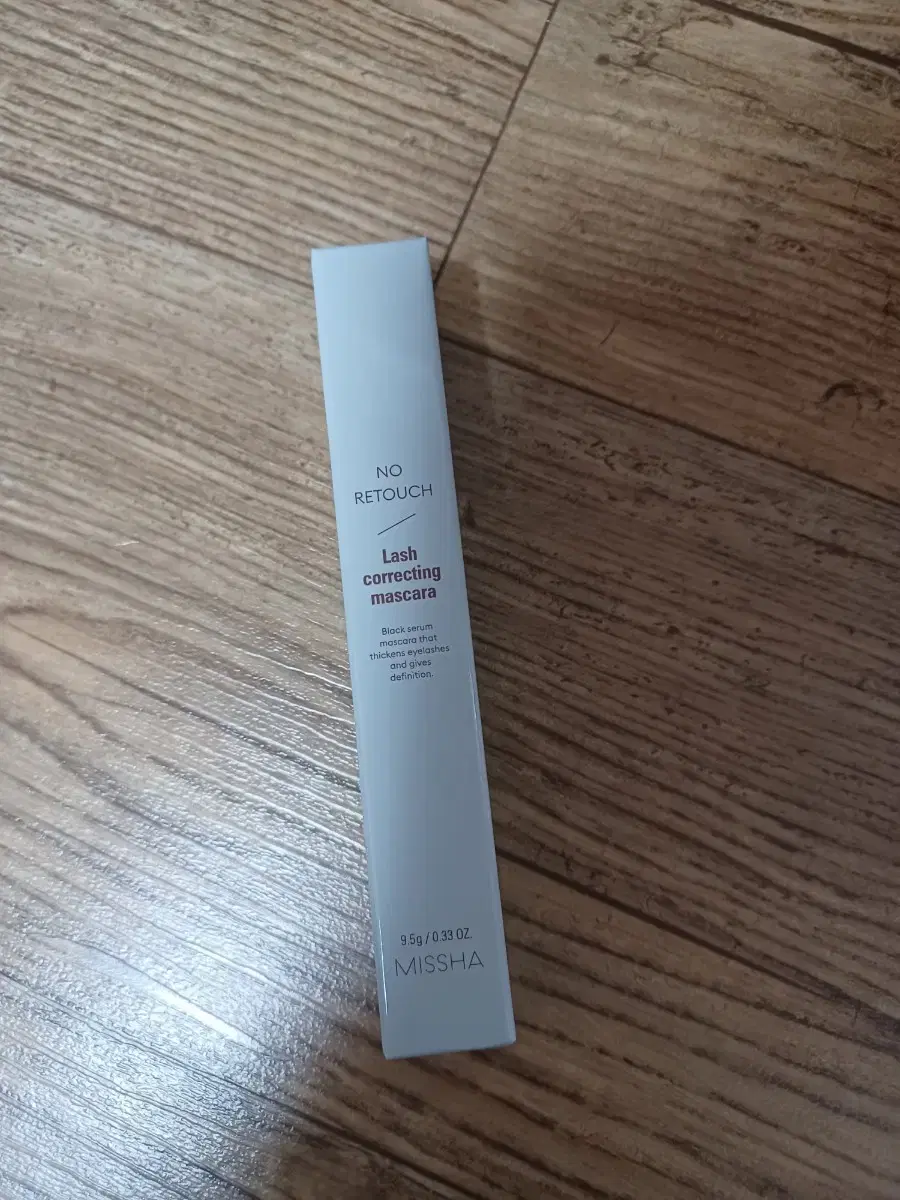 NO
RETOUCH
Lash
correcting
mascara
Black serum
mascara that
thickens eyelashes
and gives
definition.
9.5g / 0.33 OZ.
MISSHA